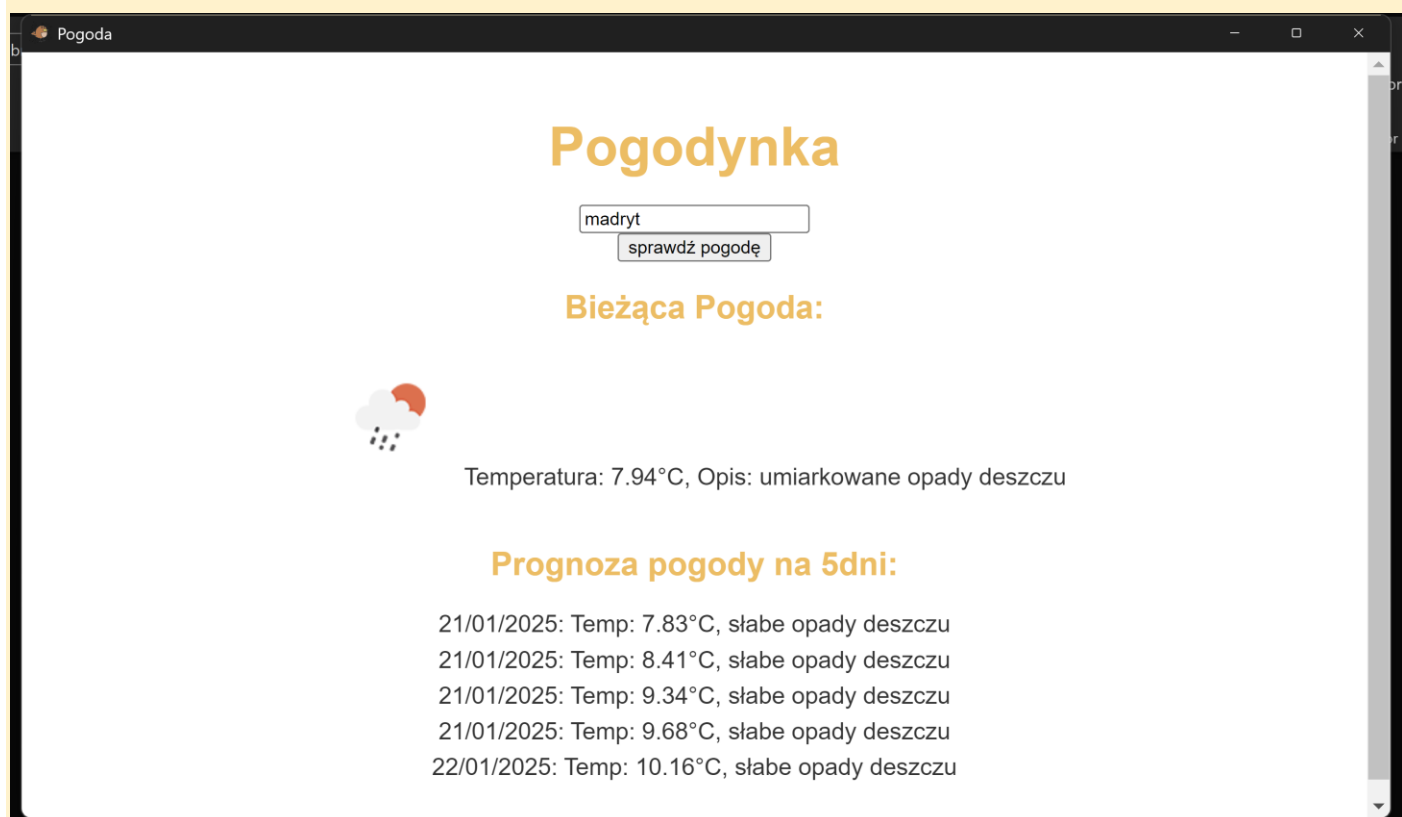 Pogoda
b
or
Pogodynka
or
madryt
sprawdź pogodę
Bieżąca Pogoda:
Temperatura: 7.94°C, Opis: umiarkowane opady deszczu
Prognoza pogody na 5dni:
21/01/2025: Temp: 7.83°C, słabe opady deszczu
21/01/2025: Temp: 8.41°C, słabe opady deszczu
21/01/2025: Temp: 9.34°C, słabe opady deszczu
21/01/2025: Temp: 9.68°C, słabe opady deszczu
22/01/2025: Temp: 10.16°C, słabe opady deszczu